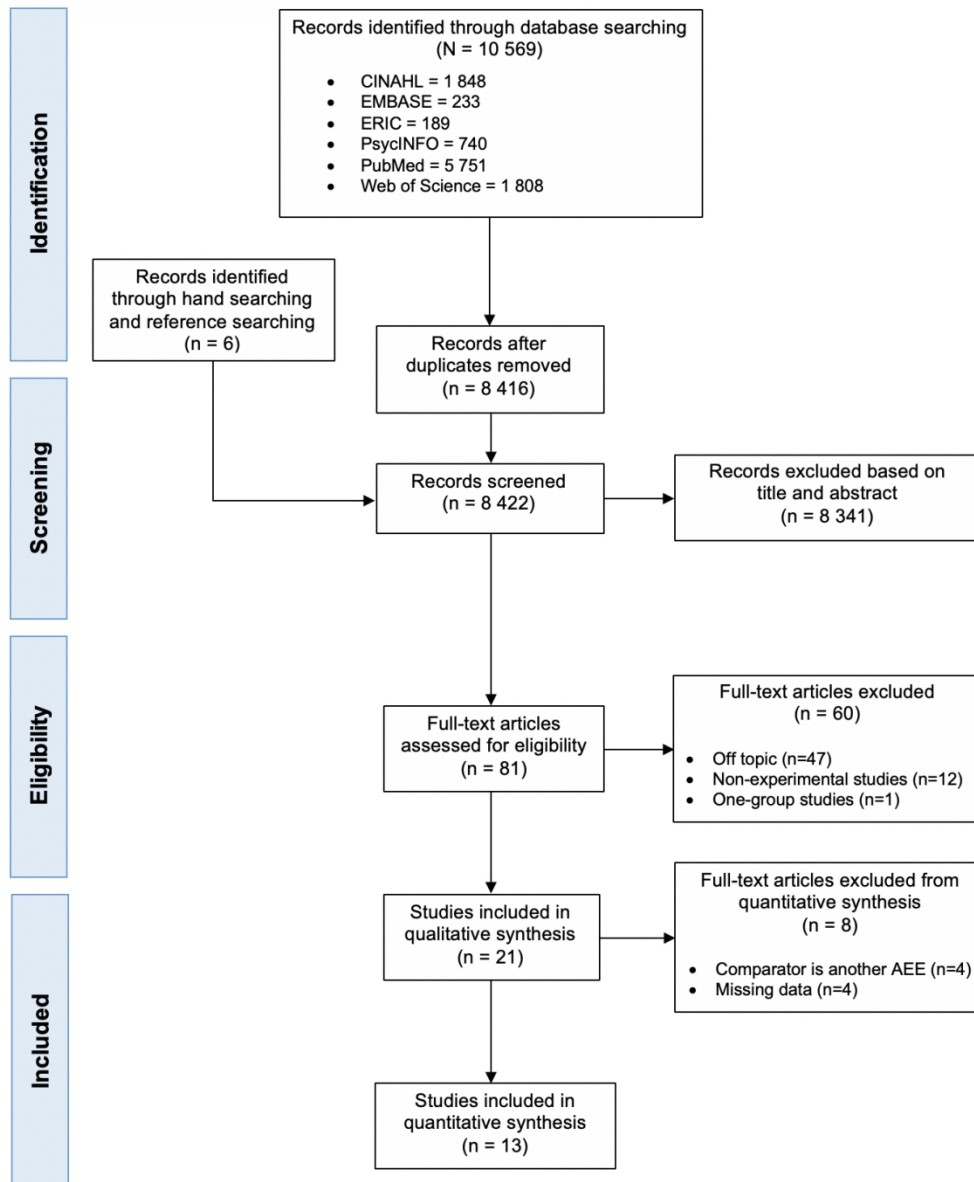 Identification
Records identified through database searching
(N = 10 569)
• CINAHL = 1 848
• EMBASE = 233
• ERIC = 189
• PsycINFO = 740
• PubMed = 5 751
• Web of Science = 1 808
Records identified
through hand searching
and reference searching
(n = 6)
Records after
duplicates removed
(n = 8 416)
Screening
Records screened
(n = 8 422)
Records excluded based on
title and abstract
(n = 8 341)
Eligibility
Full-text articles
assessed for eligibility
(n = 81)
Full-text articles excluded
(n = 60)
• Off topic (n=47)
• Non-experimental studies (n=12)
• One-group studies (n=1)
Included
Studies included in
qualitative synthesis
(n = 21)
Full-text articles excluded from
quantitative synthesis
(n = 8)
• Comparator is another AEE (n=4)
• Missing data (n=4)
Studies included in
quantitative synthesis
(n = 13)